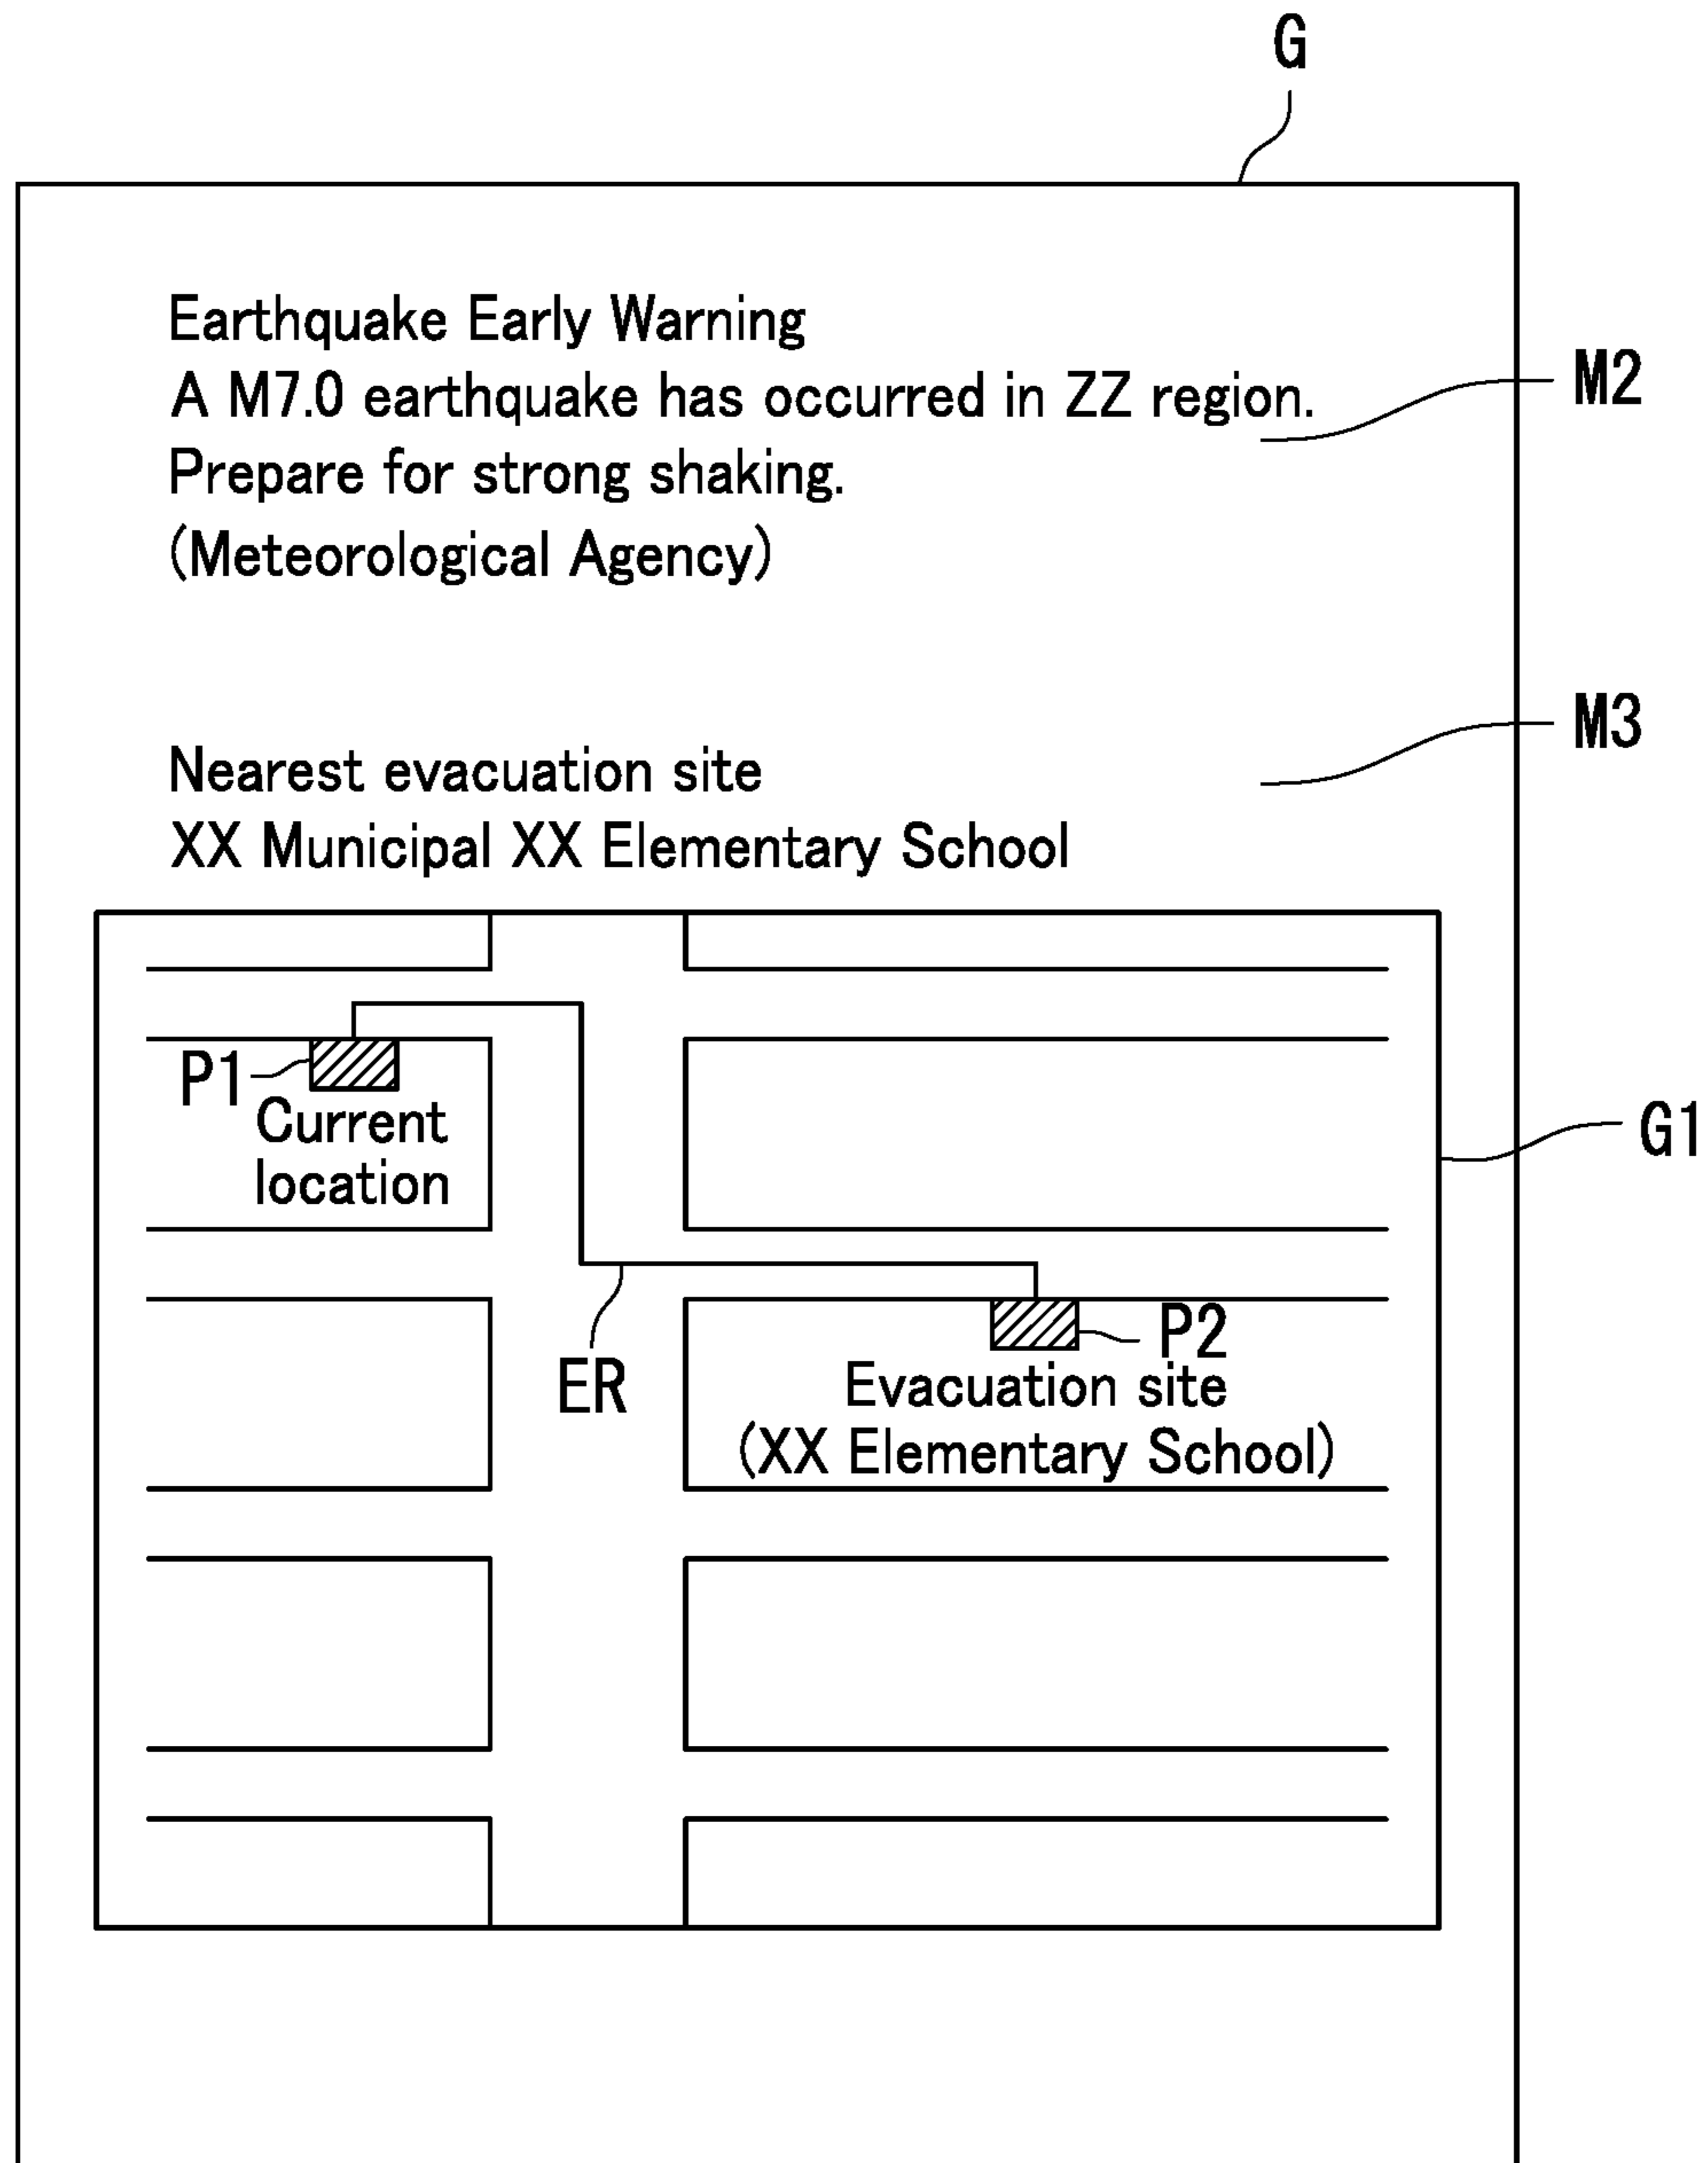 G
Earthquake Early Warning
A M7.0 earthquake has occurred in ZZ region.
M2
Prepare for strong shaking.
(Meteorological Agency)
M3
Nearest evacuation site
XX Municipal XX Elementary School
P1
Current
location
G1
ER
P2
Evacuation site
(XX Elementary School)